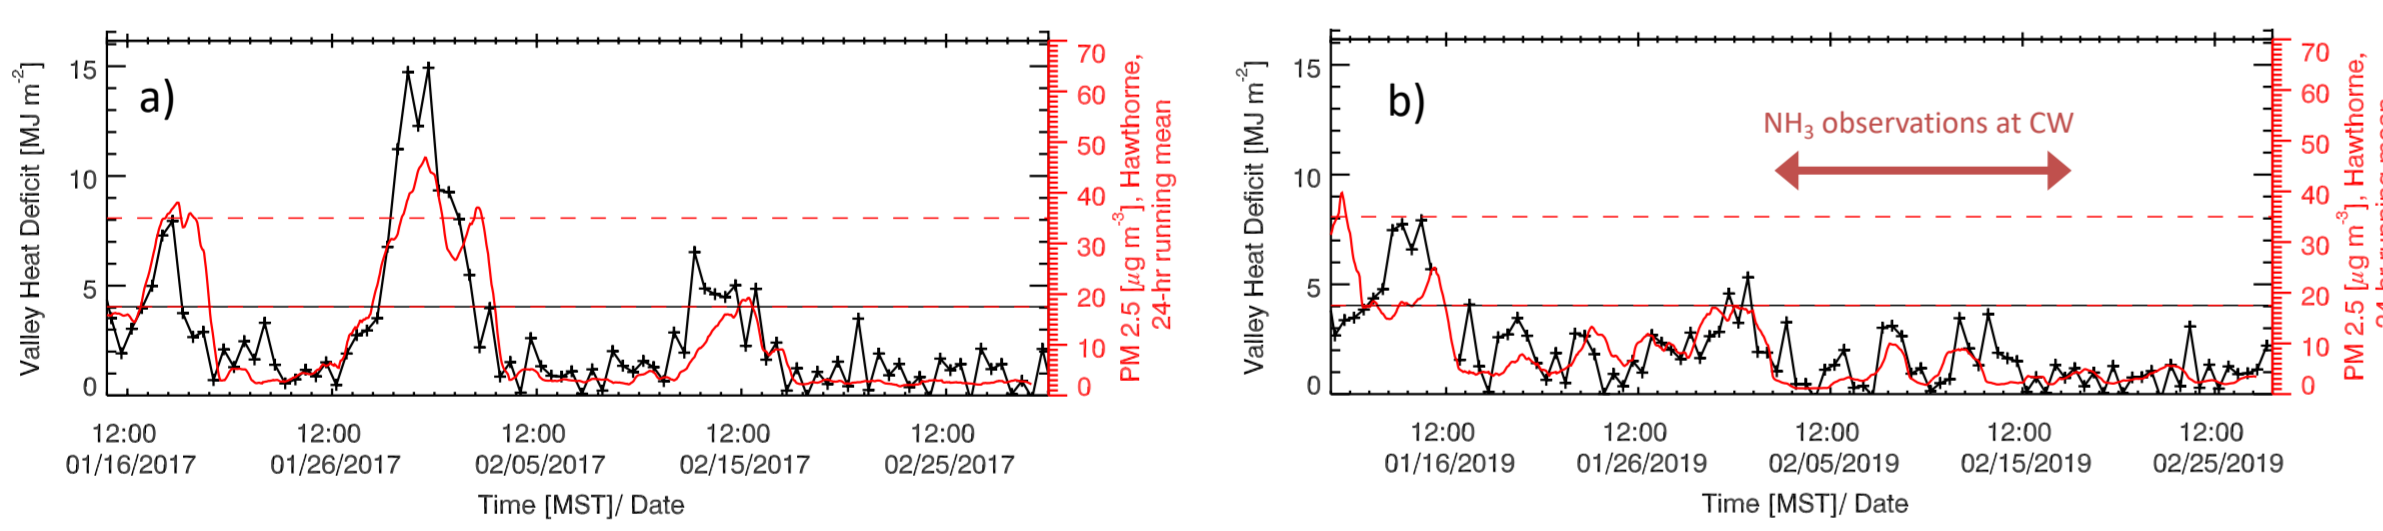 a)
15
10
5
0
Valley Heat Deficit [MJ m⁻²]
70
60
50
40
30
20
10
0
PM 2.5 [μg m⁻³], Hawthorne,
24-hr running mean
12:00 12:00 12:00 12:00 12:00
01/16/2017 01/26/2017 02/05/2017 02/15/2017 02/25/2017
Time [MST]/ Date
b)
NH₃ observations at CW
15
10
5
0
Valley Heat Deficit [MJ m⁻²]
70
60
50
40
30
20
10
0
PM 2.5 [μg m⁻³], Hawthorne,
24-hr running mean
12:00 12:00 12:00 12:00 12:00
01/16/2019 01/26/2019 02/05/2019 02/15/2019 02/25/2019
Time [MST]/ Date